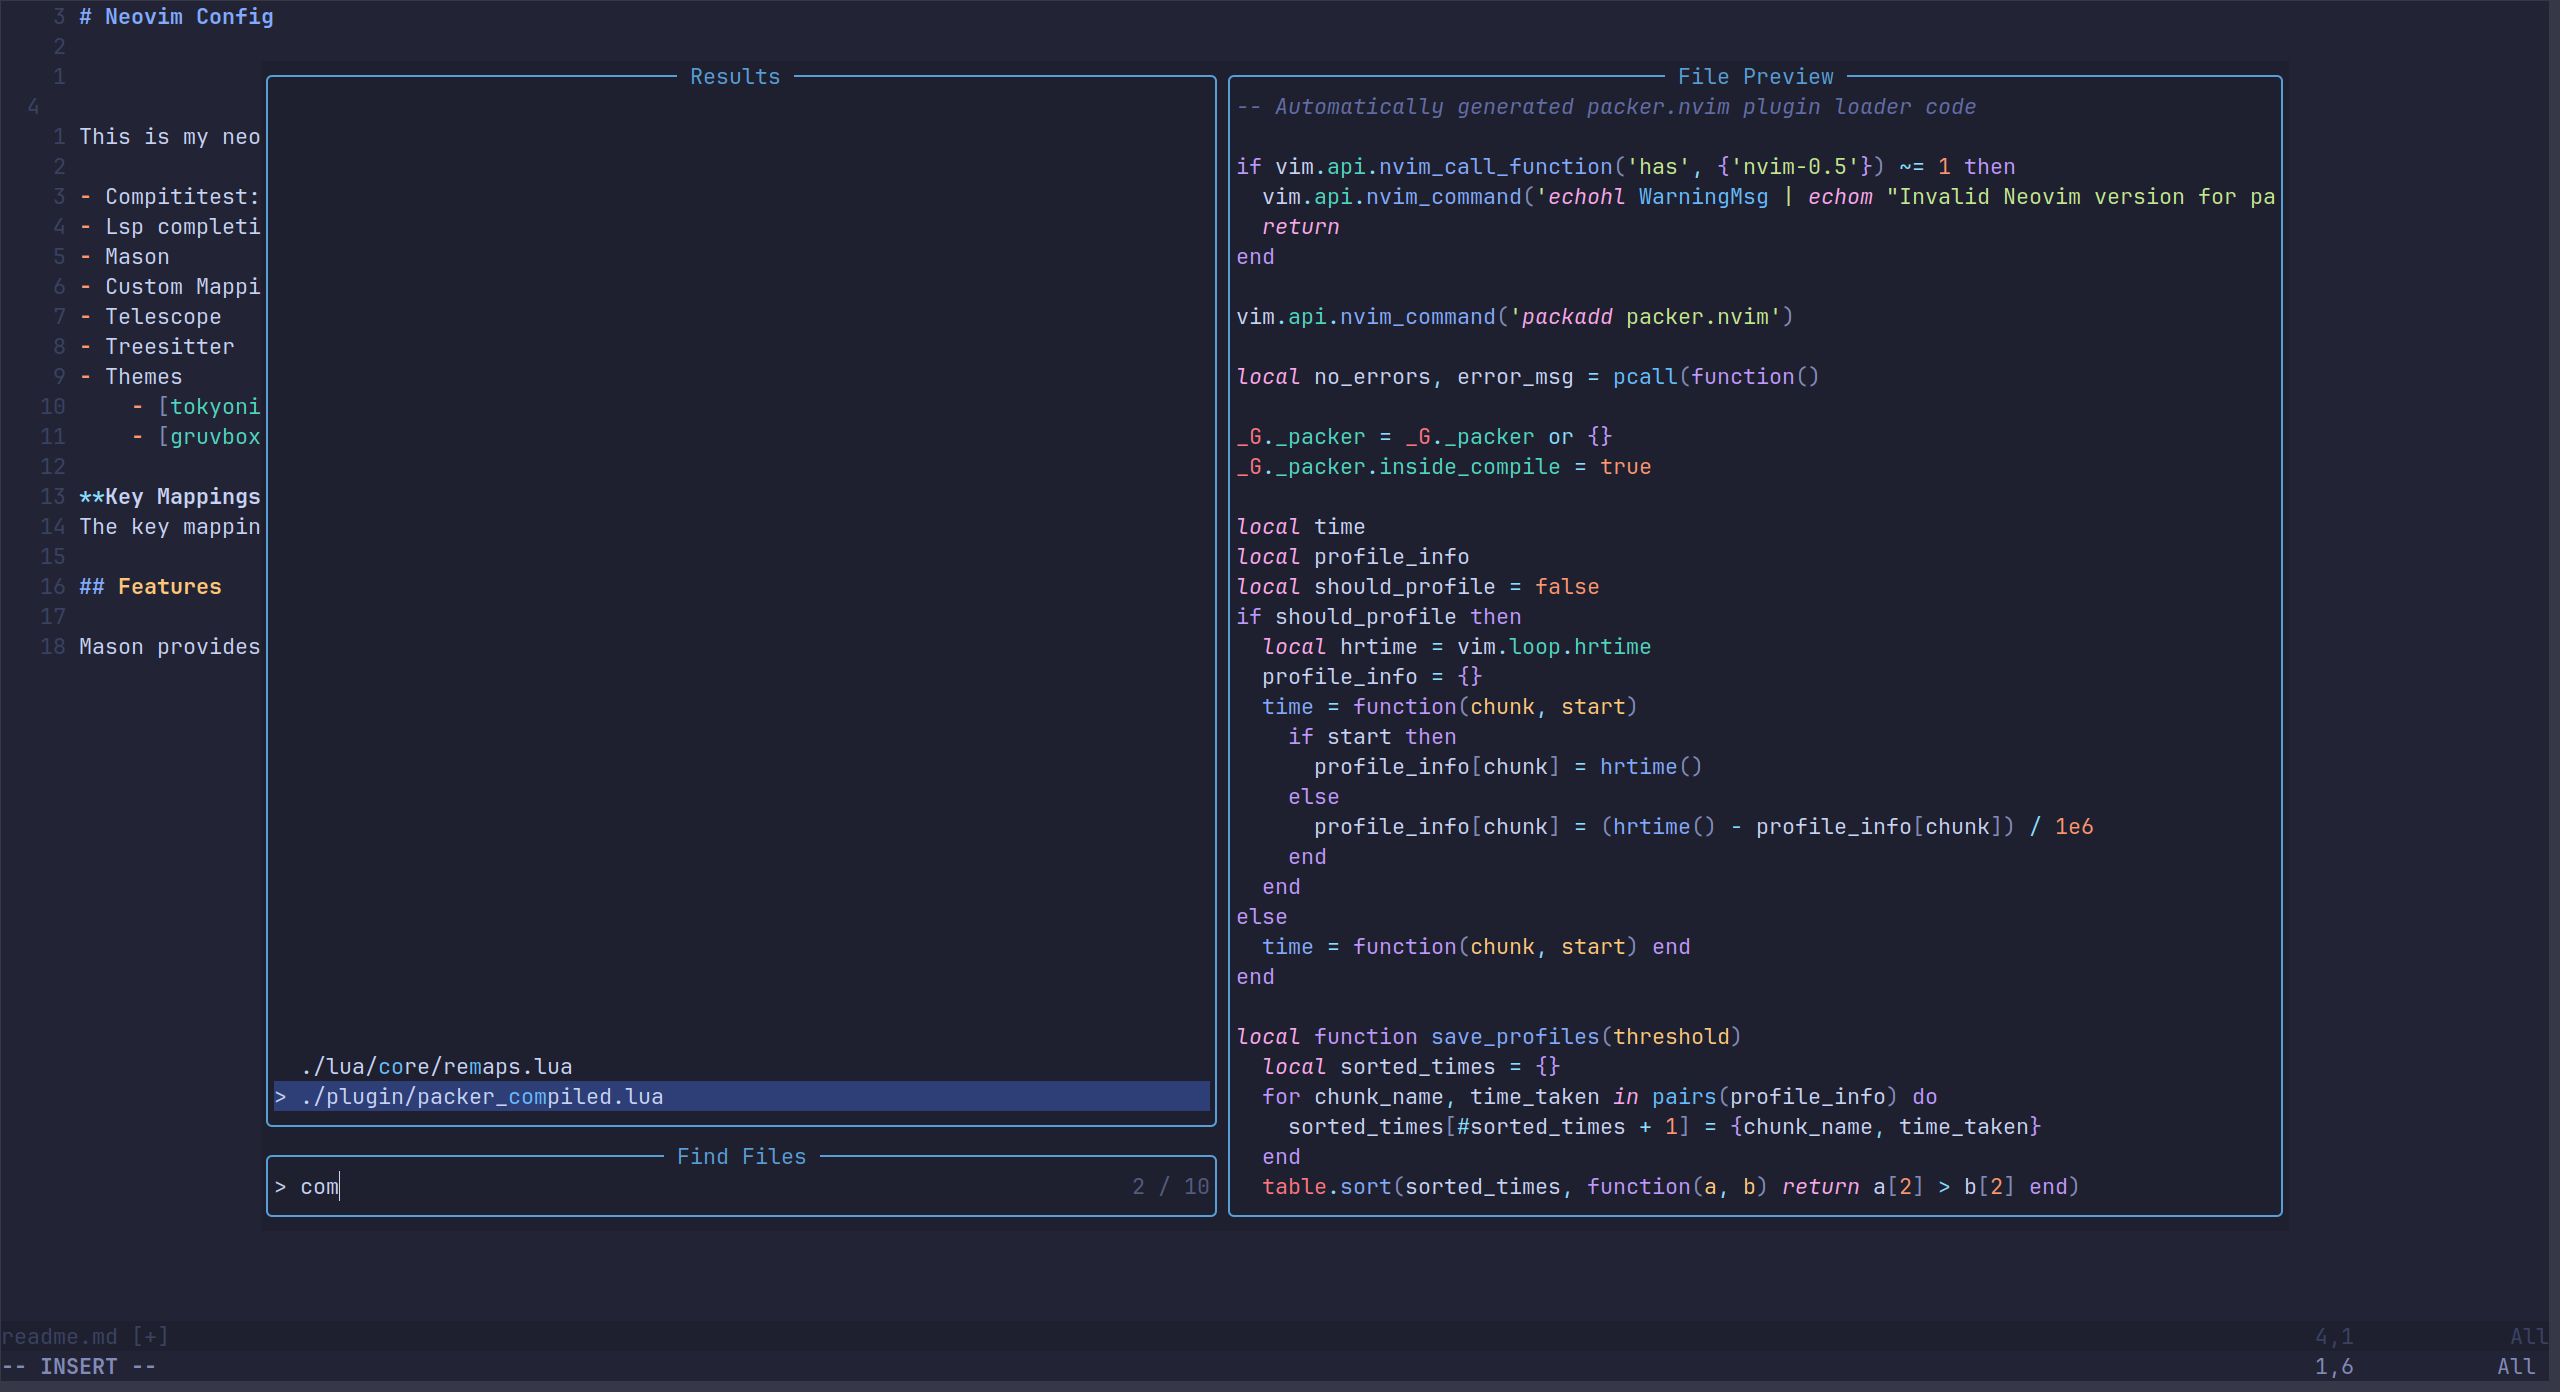 3 # Neovim Config
2
1
4
1 This is my neo
2
3 - Compititest:
4 - Lsp completi
5 - Mason
6 - Custom Mappi
7 - Telescope
8 - Treesitter
9 - Themes
10     - [tokyoni
11     - [gruvbox
12
13 **Key Mappings
14 The key mappin
15
16 ## Features
17
18 Mason provides
Results
./lua/core/remaps.lua
> ./plugin/packer_compiled.lua
Find Files
> com 2 / 10
File Preview
-- Automatically generated packer.nvim plugin loader code
if vim.api.nvim_call_function('has', {'nvim-0.5'}) ~= 1 then
  vim.api.nvim_command('echohl WarningMsg | echom "Invalid Neovim version for pa
  return
end
vim.api.nvim_command('packadd packer.nvim')
local no_errors, error_msg = pcall(function()
_G._packer = _G._packer or {}
_G._packer.inside_compile = true
local time
local profile_info
local should_profile = false
if should_profile then
  local hrtime = vim.loop.hrtime
  profile_info = {}
  time = function(chunk, start)
    if start then
      profile_info[chunk] = hrtime()
    else
      profile_info[chunk] = (hrtime() - profile_info[chunk]) / 1e6
    end
  end
else
  time = function(chunk, start) end
end
local function save_profiles(threshold)
  local sorted_times = {}
  for chunk_name, time_taken in pairs(profile_info) do
    sorted_times[#sorted_times + 1] = {chunk_name, time_taken}
  end
  table.sort(sorted_times, function(a, b) return a[2] > b[2] end)
readme.md [+] 4,1 All
-- INSERT -- 1,6 All